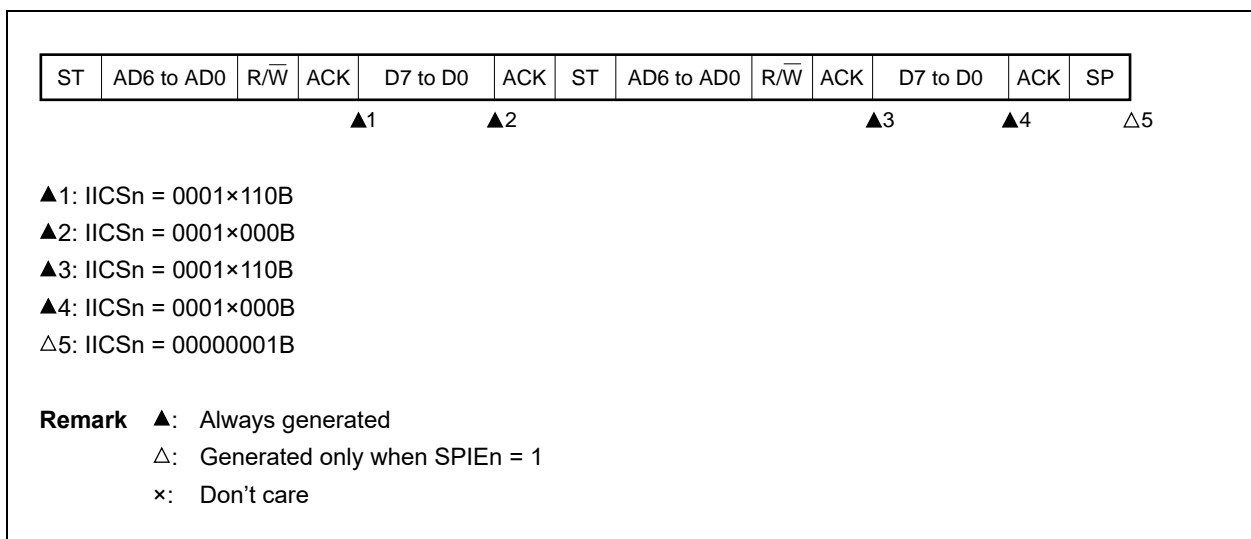 ST AD6 to AD0 R/W̅ ACK D7 to D0 ACK ST AD6 to AD0 R/W̅ ACK D7 to D0 ACK SP
▲1 ▲2 ▲3 ▲4 △5
▲1: IICSn = 0001×110B
▲2: IICSn = 0001×000B
▲3: IICSn = 0001×110B
▲4: IICSn = 0001×000B
△5: IICSn = 00000001B
Remark ▲: Always generated
△: Generated only when SPIEn = 1
×: Don’t care